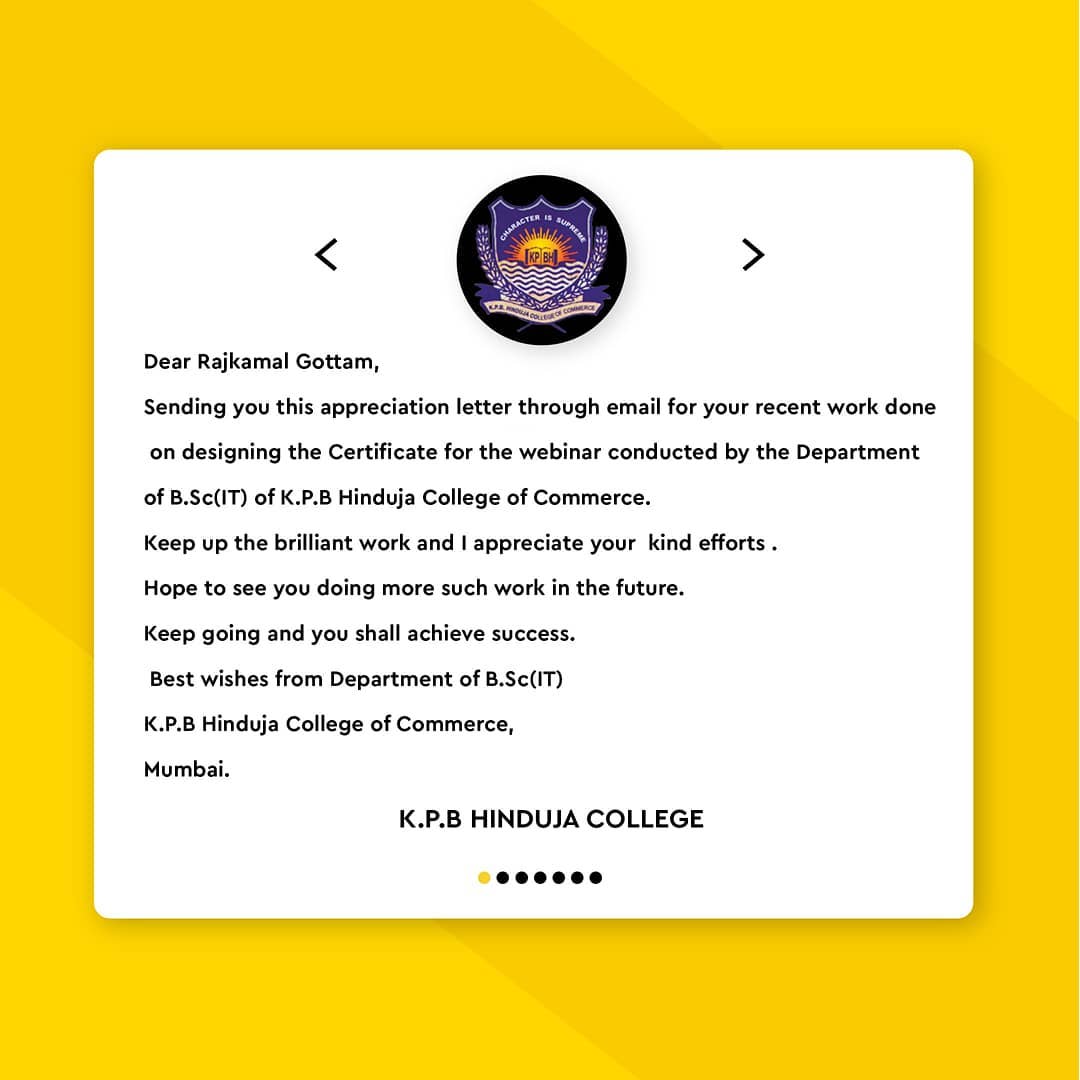 CHARACTER IS SUPREME
KP BH
K.P.B. HINDUJA COLLEGE OF COMMERCE
Dear Rajkamal Gottam,
Sending you this appreciation letter through email for your recent work done
on designing the Certificate for the webinar conducted by the Department
of B.Sc(IT) of K.P.B Hinduja College of Commerce.
Keep up the brilliant work and I appreciate your  kind efforts .
Hope to see you doing more such work in the future.
Keep going and you shall achieve success.
Best wishes from Department of B.Sc(IT)
K.P.B Hinduja College of Commerce,
Mumbai.
K.P.B HINDUJA COLLEGE